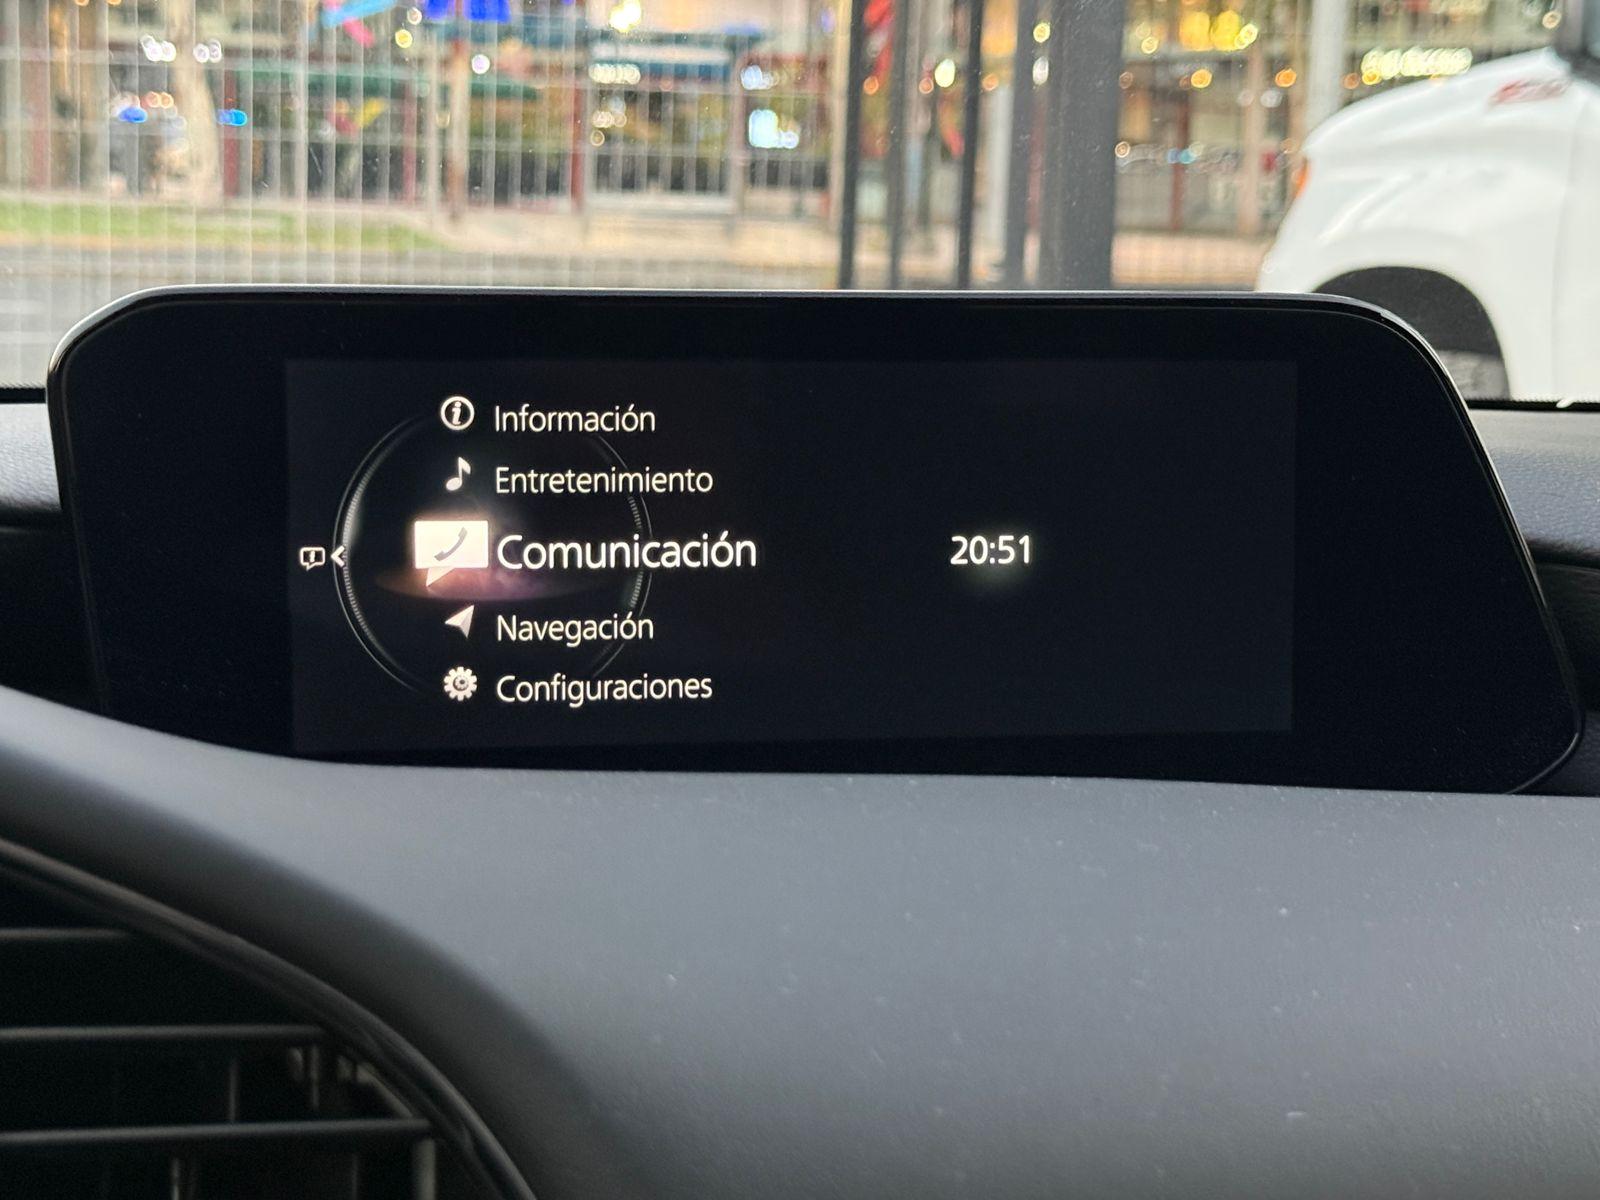 Información
Entretenimiento
Comunicación
20:51
Navegación
Configuraciones